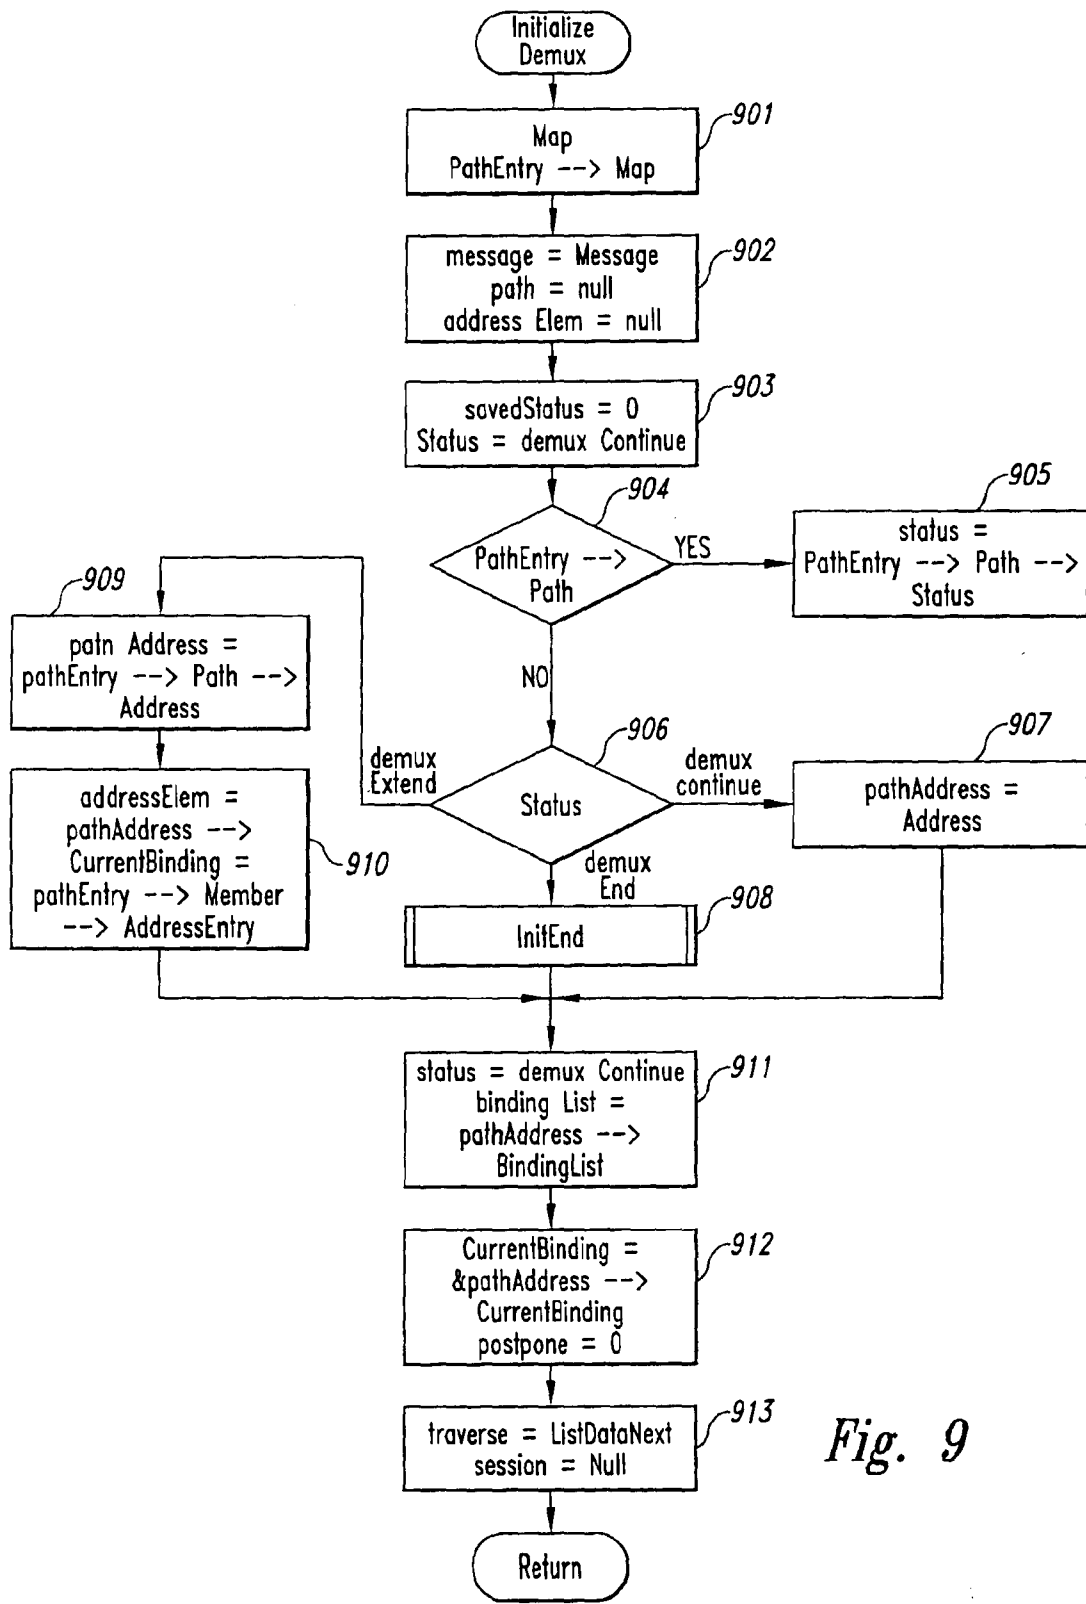 Initialize
Demux
901
Map
PathEntry --> Map
902
message = Message
path = null
address Elem = null
903
savedStatus = 0
Status = demux Continue
904
PathEntry -->
Path
YES
905
status =
PathEntry --> Path -->
Status
NO
909
path Address =
pathEntry --> Path -->
Address
906
Status
demux
Extend
demux
continue
demux
End
907
pathAddress =
Address
910
addressElem =
pathAddress -->
CurrentBinding =
pathEntry --> Member
--> AddressEntry
908
InitEnd
911
status = demux Continue
binding List =
pathAddress -->
BindingList
912
CurrentBinding =
&pathAddress -->
CurrentBinding
postpone = 0
913
traverse = ListDataNext
session = Null
Return
Fig. 9